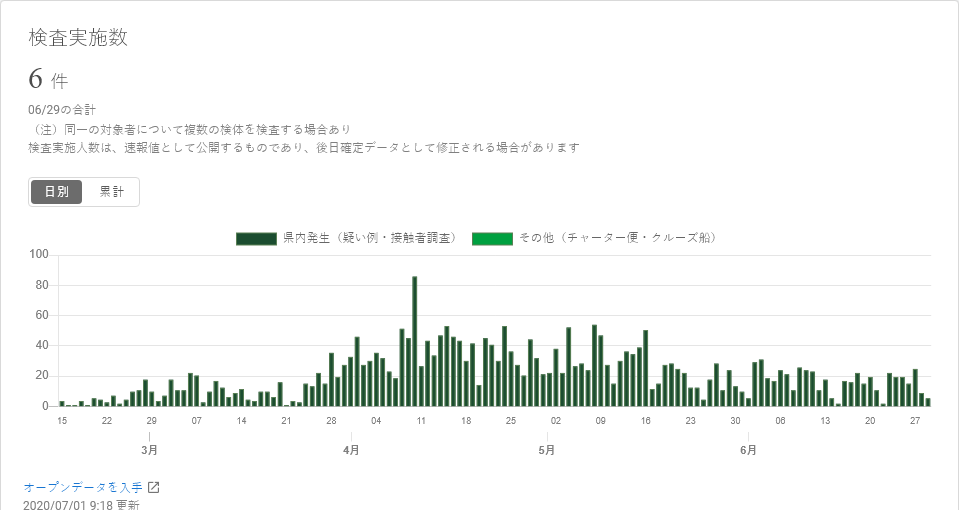 検査実施数
6 件
06/29の合計
（注）同一の対象者について複数の検体を検査する場合あり
検査実施人数は、速報値として公開するものであり、後日確定データとして修正される場合があります
日別 累計
県内発生（疑い例・接触者調査） その他（チャーター便・クルーズ船）
100
80
60
40
20
0
15 22 29 07 14 21 28 04 11 18 25 02 09 16 23 30 06 13 20 27
3月 4月 5月 6月
オープンデータを入手
2020/07/01 9:18 更新